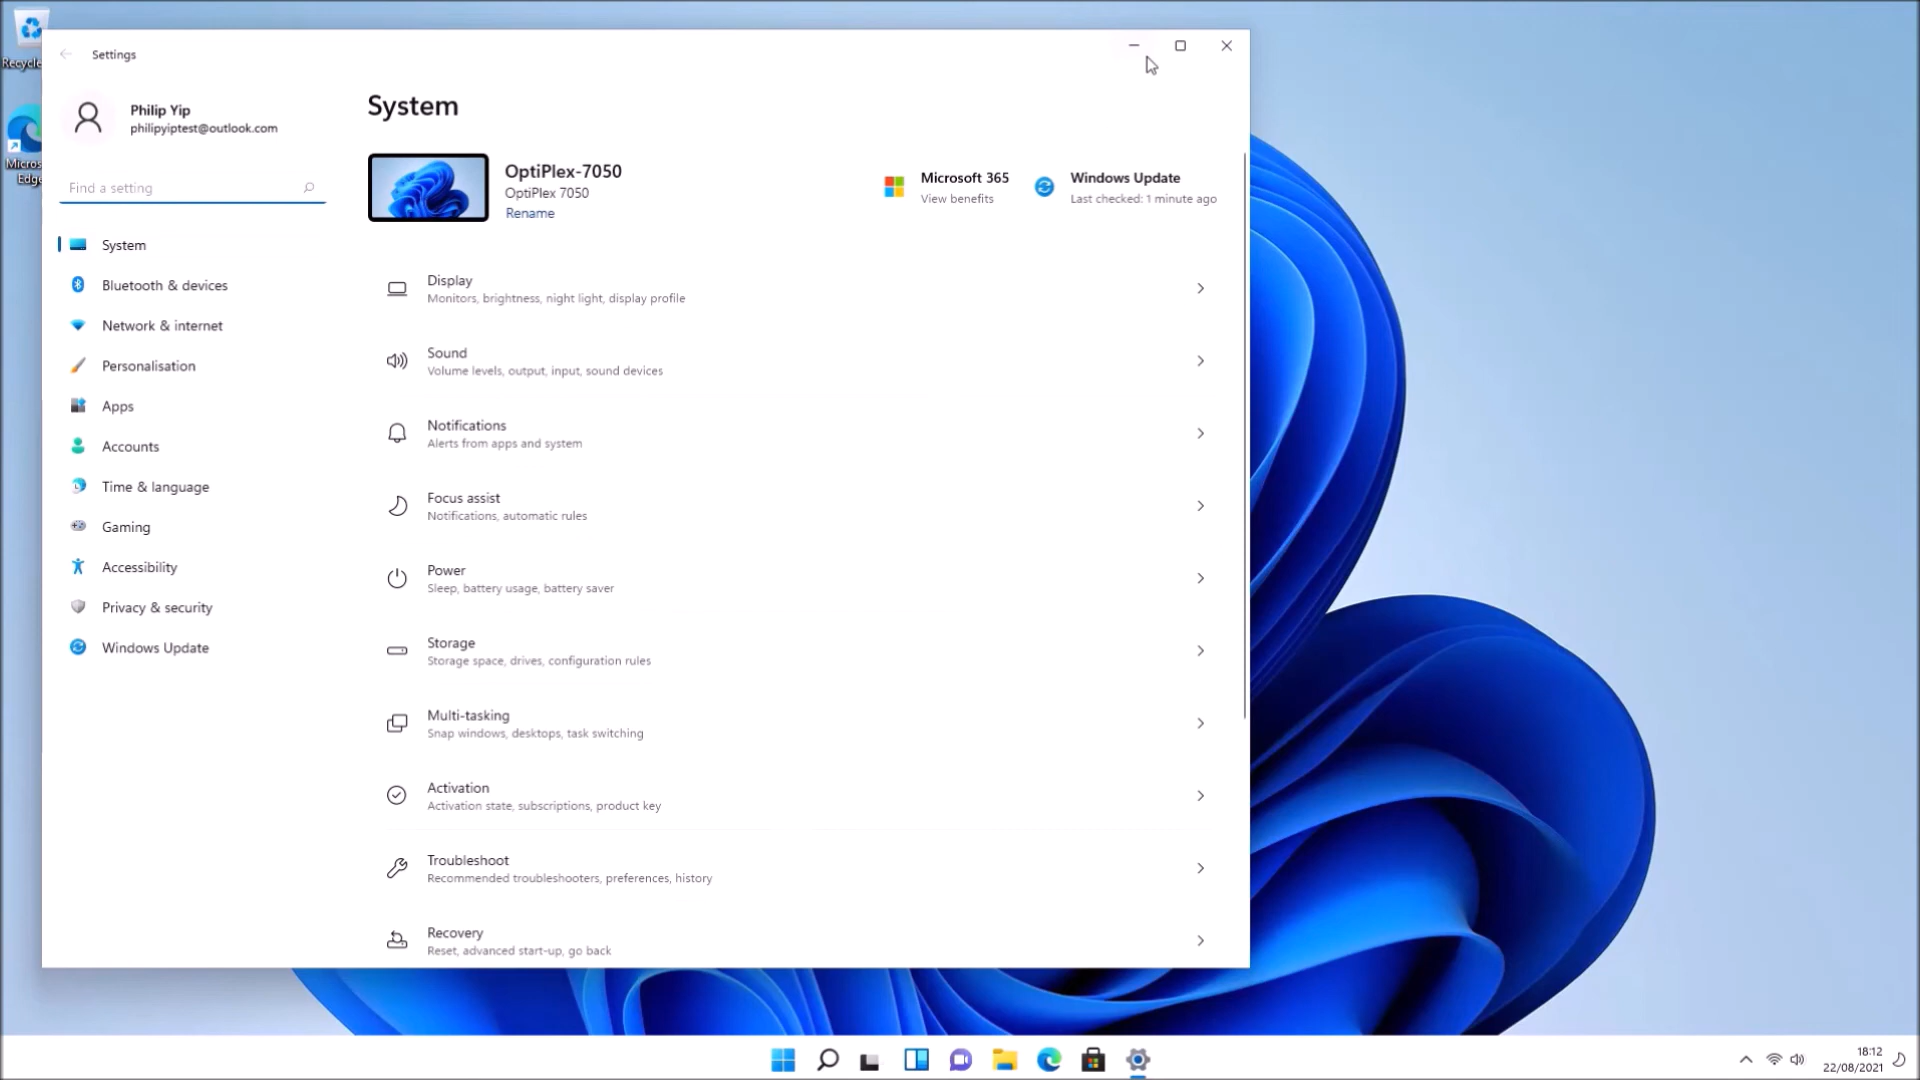 Recycle
Micros
Edge
Settings
Philip Yip
philipyiptest@outlook.com
Find a setting
System
Bluetooth & devices
Network & internet
Personalisation
Apps
Accounts
Time & language
Gaming
Accessibility
Privacy & security
Windows Update
System
OptiPlex-7050
OptiPlex 7050
Rename
Microsoft 365
View benefits
Windows Update
Last checked: 1 minute ago
Display
Monitors, brightness, night light, display profile
Sound
Volume levels, output, input, sound devices
Notifications
Alerts from apps and system
Focus assist
Notifications, automatic rules
Power
Sleep, battery usage, battery saver
Storage
Storage space, drives, configuration rules
Multi-tasking
Snap windows, desktops, task switching
Activation
Activation state, subscriptions, product key
Troubleshoot
Recommended troubleshooters, preferences, history
Recovery
Reset, advanced start-up, go back
18:12
22/08/2021